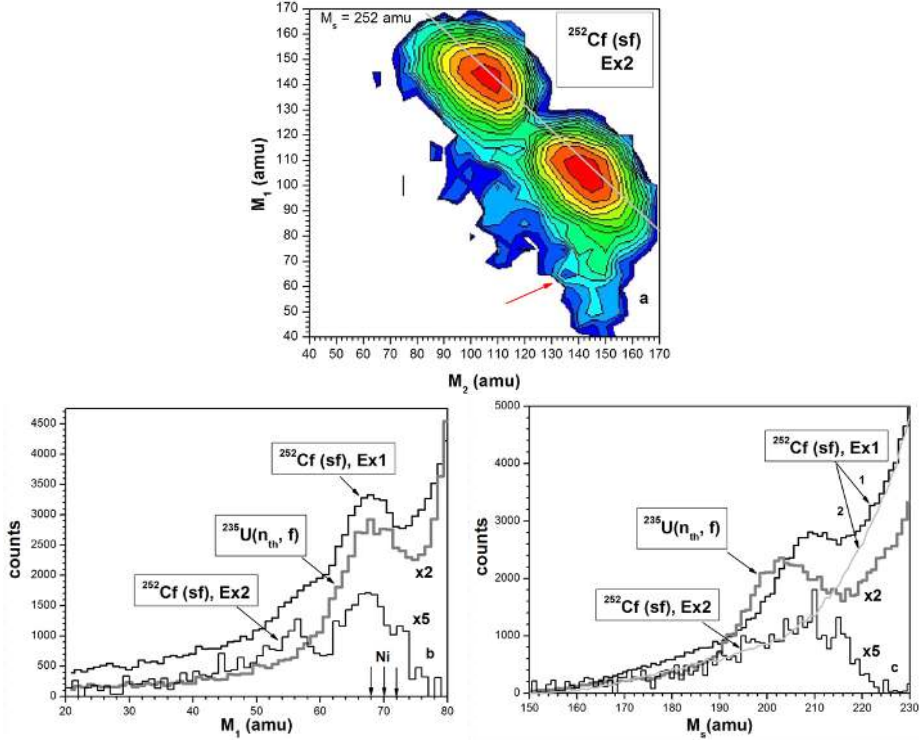 M_s = 252 amu
²⁵²Cf (sf)
Ex2
170
160
150
140
130
120
110
100
90
80
70
60
50
40
M₁ (amu)
a
40 50 60 70 80 90 100 110 120 130 140 150 160 170
M₂ (amu)
4500
4000
3500
3000
2500
2000
1500
1000
500
0
counts
²⁵²Cf (sf), Ex1
²³⁵U(n_th, f)
²⁵²Cf (sf), Ex2
x2
x5
b
Ni
20 30 40 50 60 70 80
M₁ (amu)
5000
4000
3000
2000
1000
0
counts
²⁵²Cf (sf), Ex1
1
2
²³⁵U(n_th, f)
²⁵²Cf (sf), Ex2
x2
x5
c
150 160 170 180 190 200 210 220 230
M_s(amu)